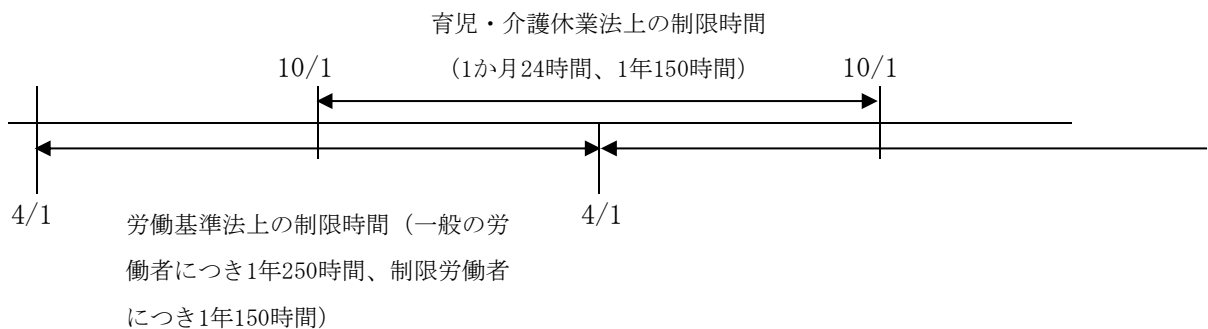 育児・介護休業法上の制限時間
10/1 （1か月24時間、1年150時間） 10/1
4/1 4/1
労働基準法上の制限時間（一般の労
働者につき1年250時間、制限労働者
につき1年150時間）